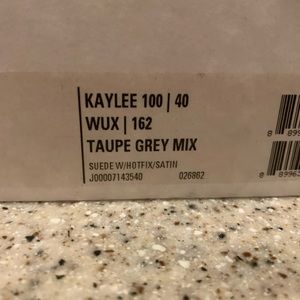 KAYLEE 100 | 40
WUX | 162
TAUPE GREY MIX
SUEDE W/HOTFIX/SATIN
J00007143540 026862